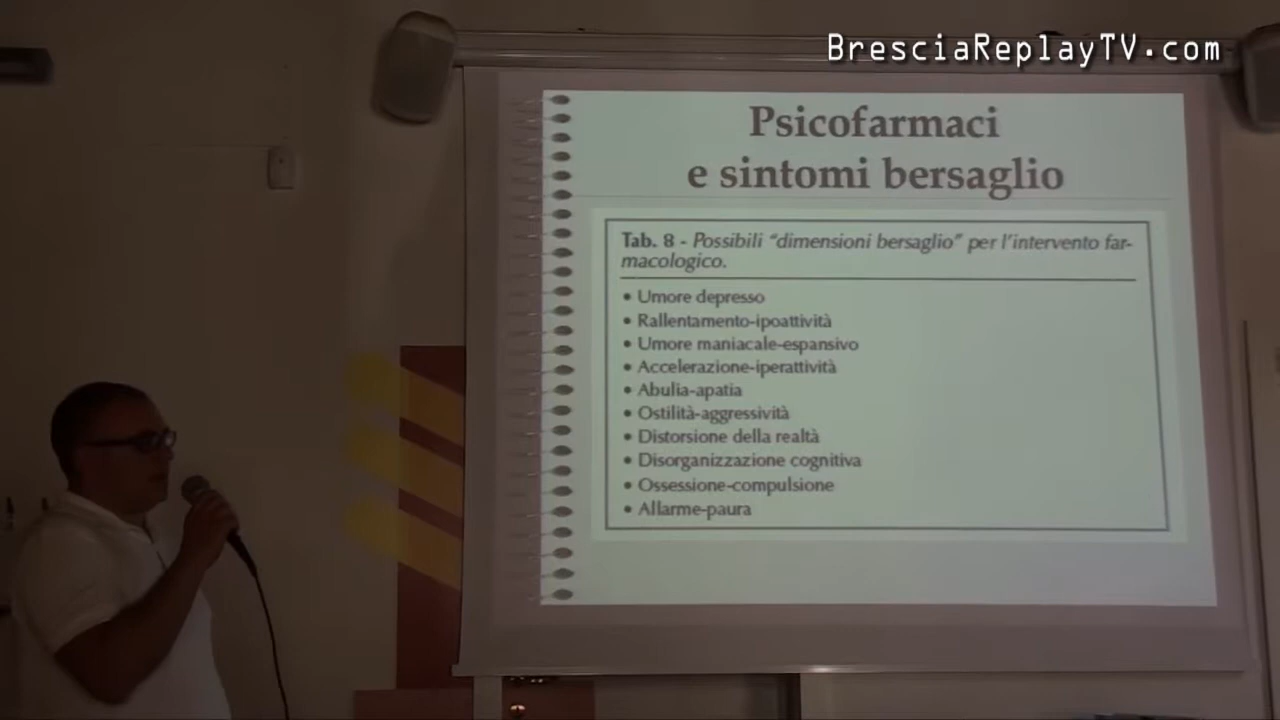 BresciaReplayTV.com
Psicofarmaci
e sintomi bersaglio
Tab. 8 - Possibili "dimensioni bersaglio" per l'intervento far-
macologico.
• Umore depresso
• Rallentamento-ipoattività
• Umore maniacale-espansivo
• Accelerazione-iperattività
• Abulia-apatia
• Ostilità-aggressività
• Distorsione della realtà
• Disorganizzazione cognitiva
• Ossessione-compulsione
• Allarme-paura